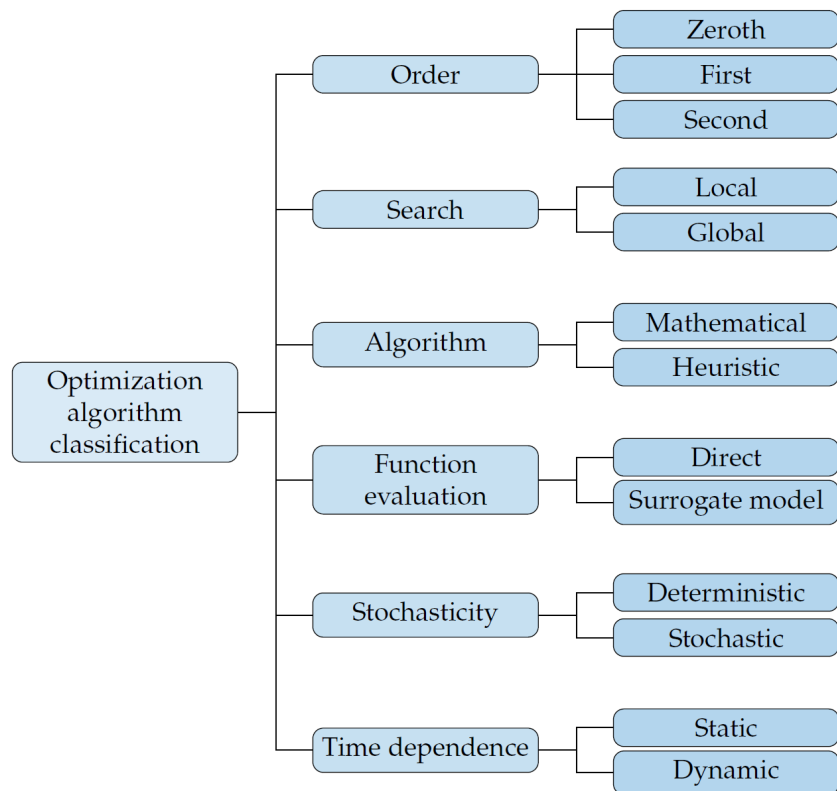 Optimization
algorithm
classification
Order
Zeroth
First
Second
Search
Local
Global
Algorithm
Mathematical
Heuristic
Function
evaluation
Direct
Surrogate model
Stochasticity
Deterministic
Stochastic
Time dependence
Static
Dynamic